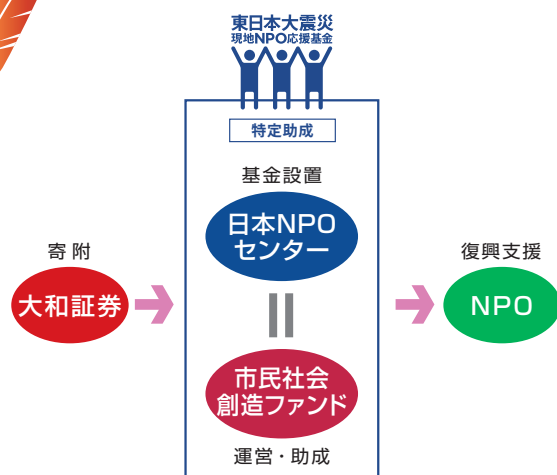 東日本大震災
現地NPO応援基金
特定助成
基金設置
日本NPO
センター
寄附
大和証券
復興支援
NPO
市民社会
創造ファンド
運営・助成